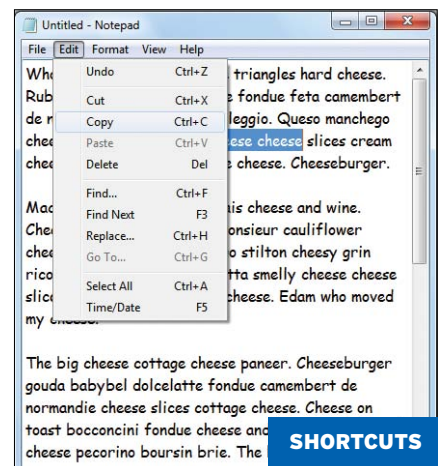 Untitled - Notepad
File Edit Format View Help
Undo Ctrl+Z
Cut Ctrl+X
Copy Ctrl+C
Paste Ctrl+V
Delete Del
Find... Ctrl+F
Find Next F3
Replace... Ctrl+H
Go To... Ctrl+G
Select All Ctrl+A
Time/Date F5
triangles hard cheese.
fondue feta camembert
de Queso manchego
cheese slices cream
cheese. Cheeseburger.
cheese and wine.
cauliflower
stilton cheesy grin
smelly cheese cheese
cheese. Edam who moved
my
The big cheese cottage cheese paneer. Cheeseburger
gouda babybel dolcelatte fondue camembert de
normandie cheese slices cottage cheese. Cheese on
toast bocconcini fondue cheese and
cheese pecorino boursin brie. The
SHORTCUTS